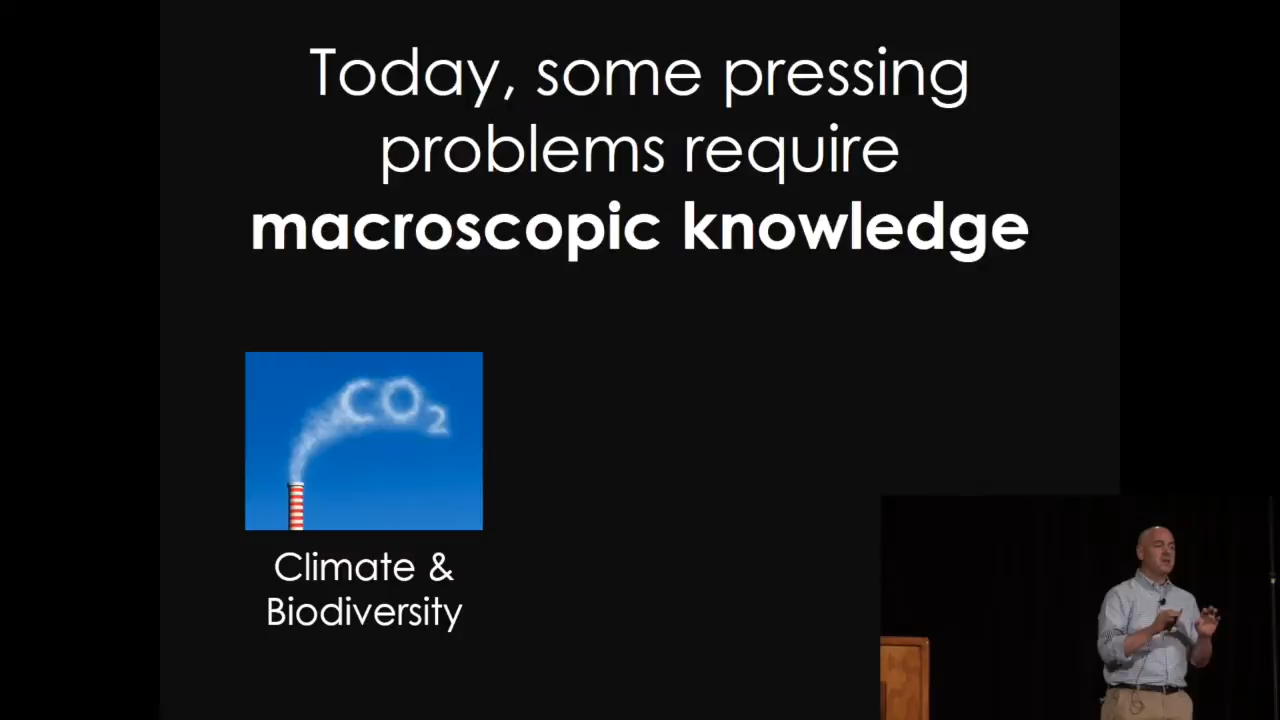 Today, some pressing
problems require
macroscopic knowledge
CO₂
Climate &
Biodiversity